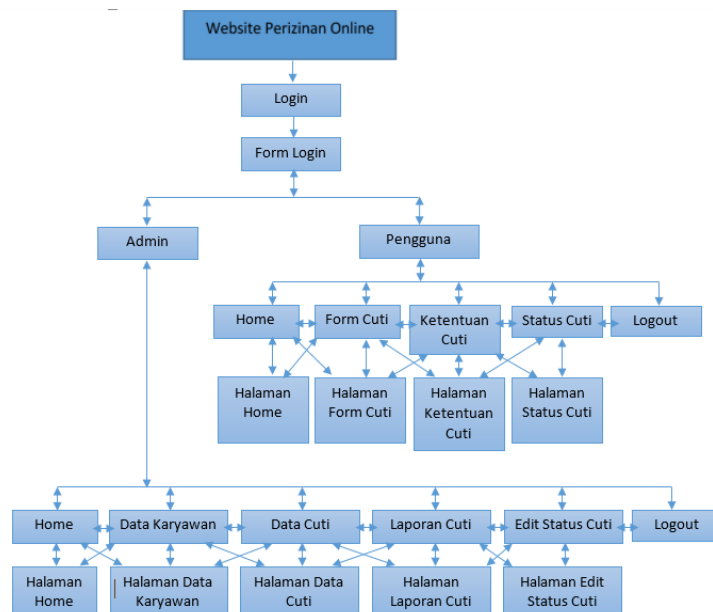 Website Perizinan Online
Login
Form Login
Admin
Pengguna
Home
Form Cuti
Ketentuan
Cuti
Status Cuti
Logout
Halaman
Home
Halaman
Form Cuti
Halaman
Ketentuan
Cuti
Halaman
Status Cuti
Home
Data Karyawan
Data Cuti
Laporan Cuti
Edit Status Cuti
Logout
Halaman
Home
Halaman Data
Karyawan
Halaman Data
Cuti
Halaman
Laporan Cuti
Halaman Edit
Status Cuti